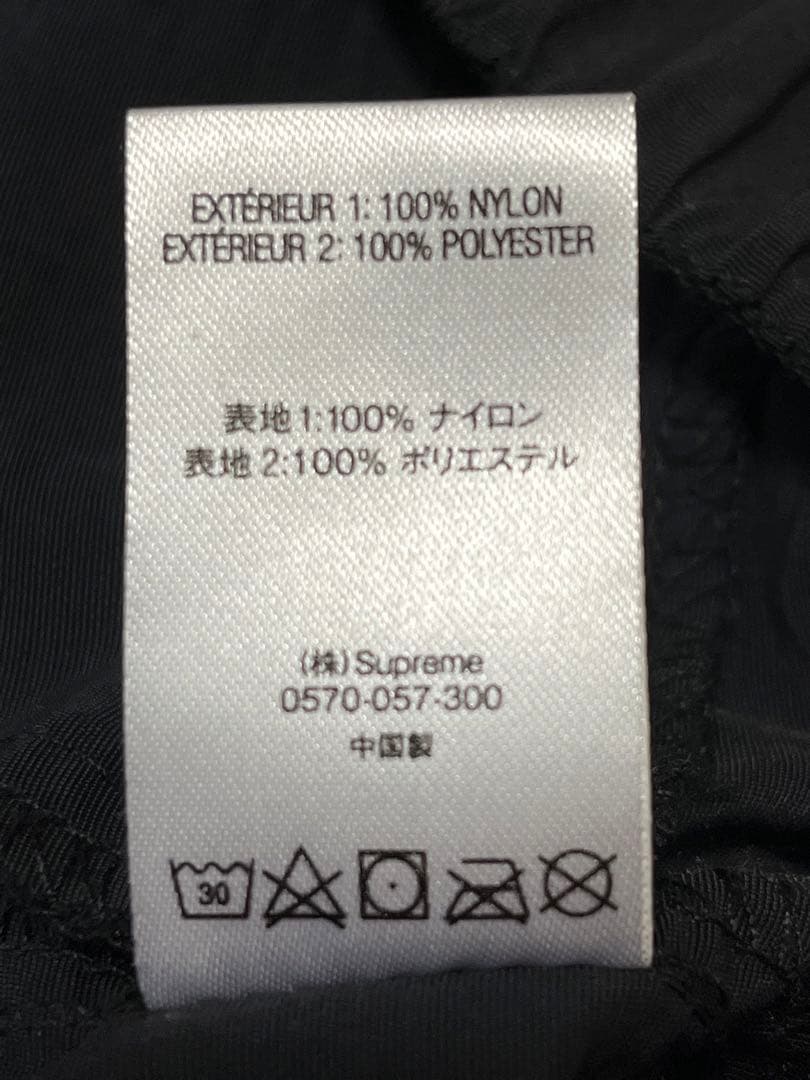 EXTÉRIEUR 1: 100% NYLON
EXTÉRIEUR 2: 100% POLYESTER
表地 1:100% ナイロン
表地 2:100% ポリエステル
(株)Supreme
0570-057-300
中国製
30